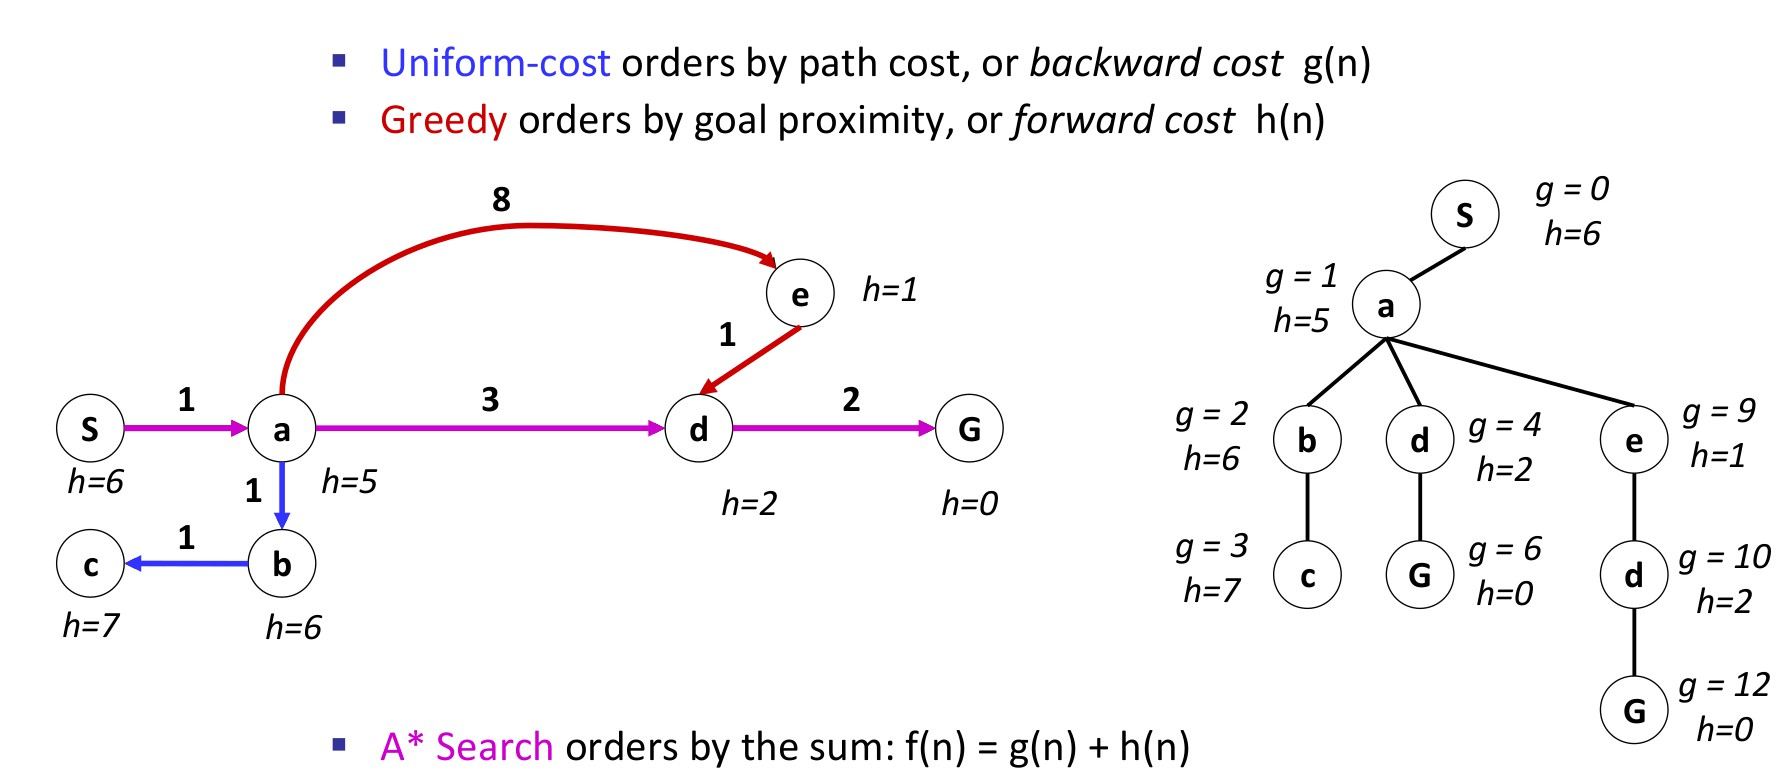 ▪ Uniform-cost orders by path cost, or backward cost g(n)
▪ Greedy orders by goal proximity, or forward cost h(n)
8
e
h=1
1
S
1
a
3
d
2
G
h=6
1
h=5
h=2
h=0
c
1
b
h=7
h=6
S
g = 0
h=6
g = 1
h=5
a
g = 2
h=6
b
d
g = 4
h=2
e
g = 9
h=1
g = 3
h=7
c
G
g = 6
h=0
d
g = 10
h=2
G
g = 12
h=0
▪ A* Search orders by the sum: f(n) = g(n) + h(n)